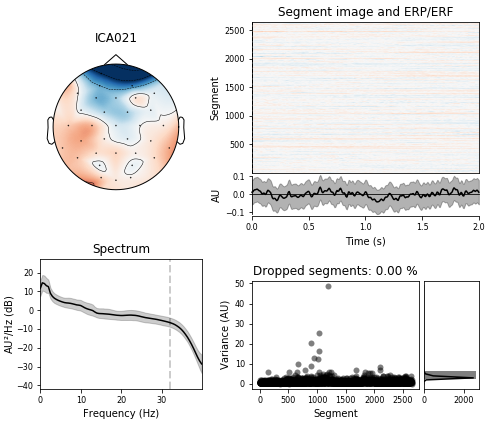 ICA021
Segment image and ERP/ERF
2500
2000
1500
1000
500
Segment
0.1
0.0
−0.1
AU
0.0 0.5 1.0 1.5 2.0
Time (s)
Spectrum
20
10
0
−10
−20
−30
−40
AU²/Hz (dB)
0 10 20 30
Frequency (Hz)
Dropped segments: 0.00 %
50
40
30
20
10
0
Variance (AU)
0 500 1000 1500 2000 2500
Segment
0 2000